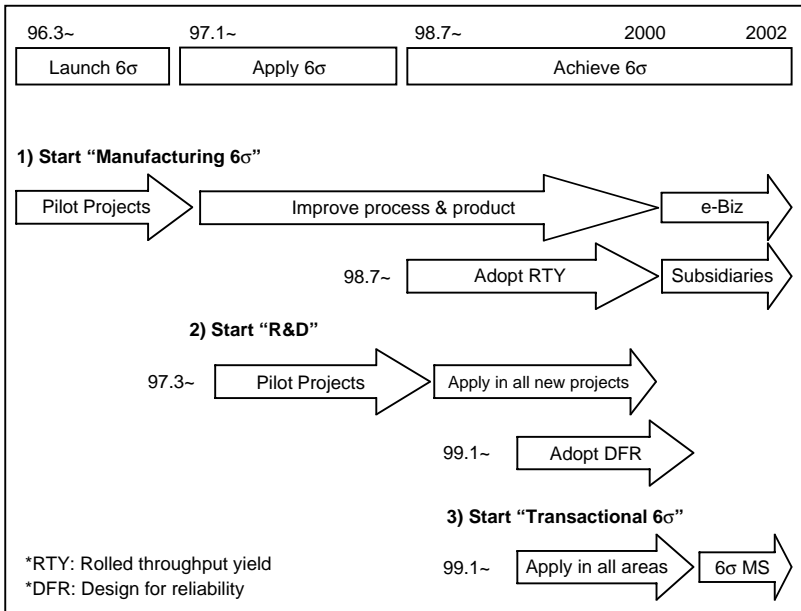 96.3~ 97.1~ 98.7~ 2000 2002
Launch 6σ Apply 6σ Achieve 6σ
1) Start “Manufacturing 6σ”
Pilot Projects Improve process & product e-Biz
98.7~ Adopt RTY Subsidiaries
2) Start “R&D”
97.3~ Pilot Projects Apply in all new projects
99.1~ Adopt DFR
3) Start “Transactional 6σ”
*RTY: Rolled throughput yield
99.1~ Apply in all areas 6σ MS
*DFR: Design for reliability